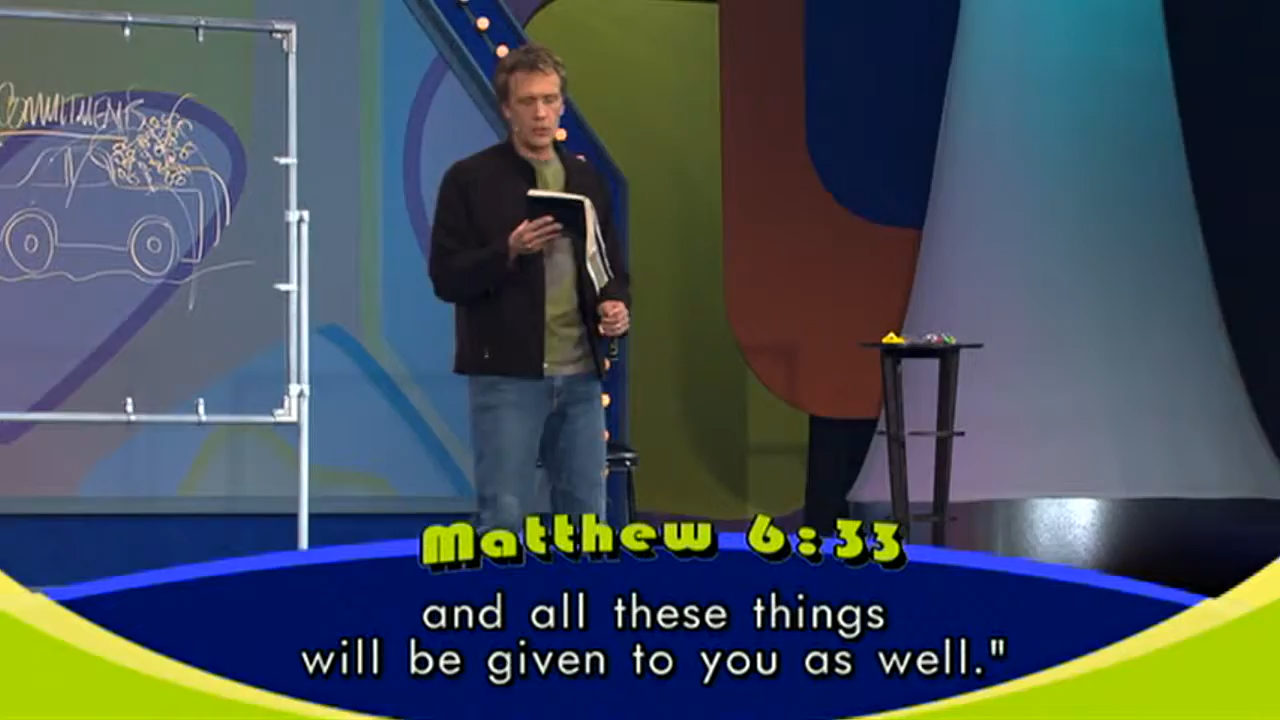 COMMITMENTS
Matthew 6:33
and all these things
will be given to you as well."